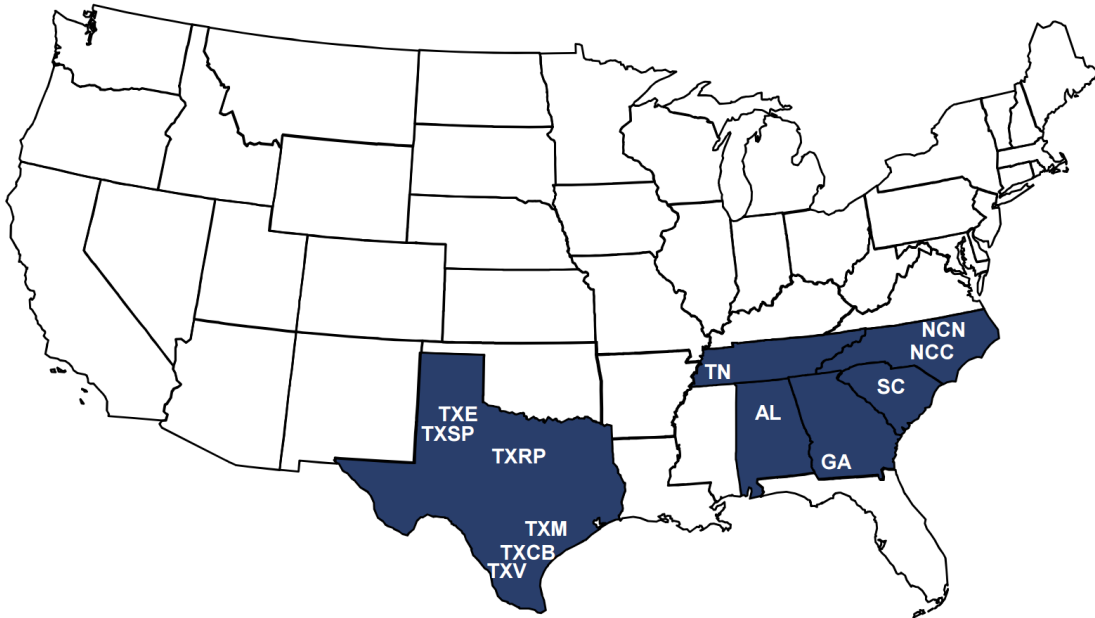 NCN
NCC
TN
SC
TXE
AL
TXSP
TXRP
GA
TXM
TXCB
TXV